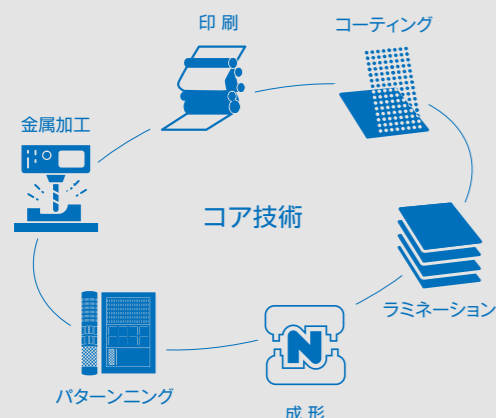 印刷
コーティング
金属加工
コア技術
ラミネーション
N
パターンニング
成形